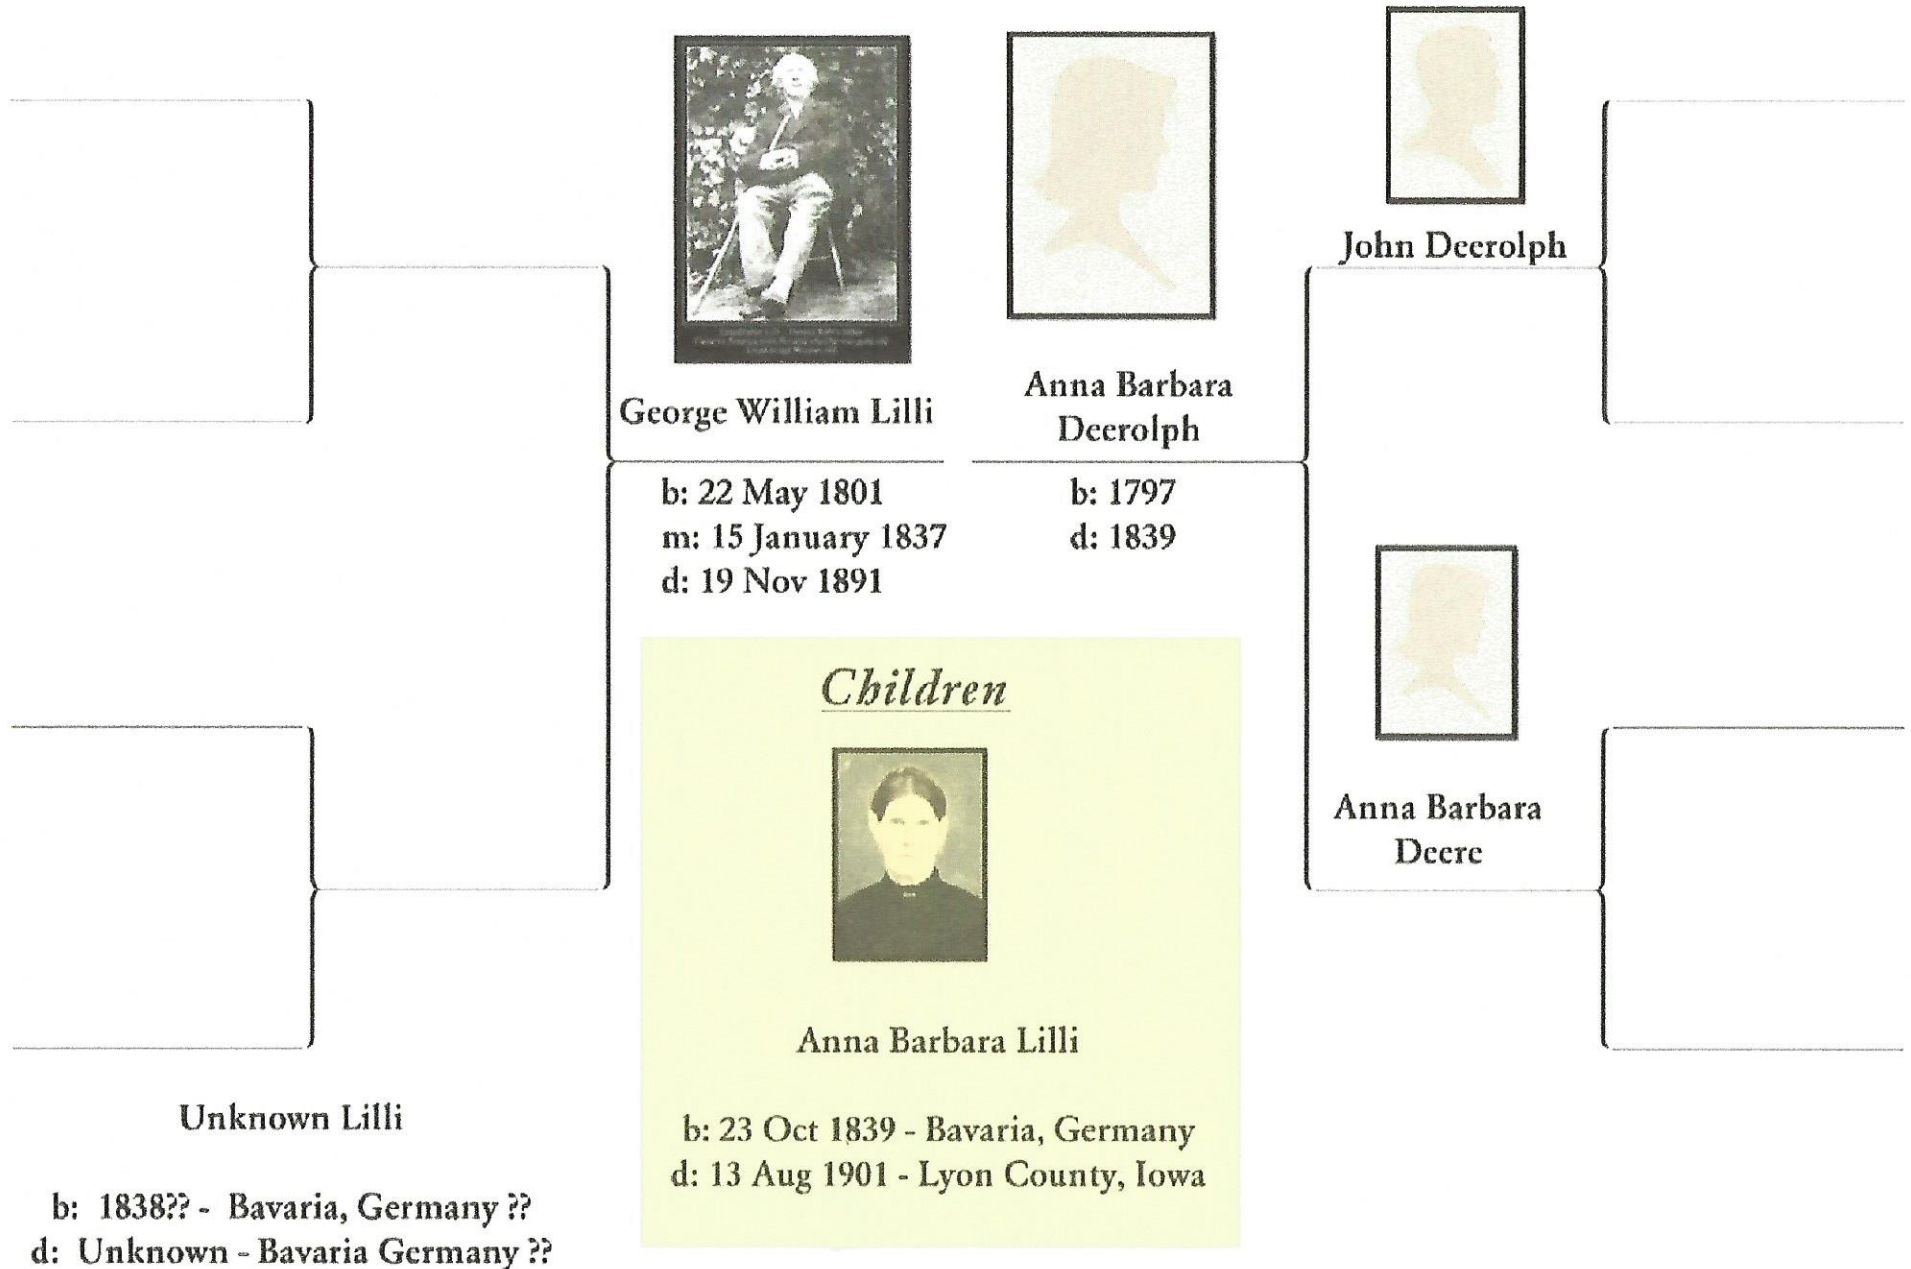 George William Lilli
b: 22 May 1801
m: 15 January 1837
d: 19 Nov 1891
Anna Barbara
Deerolph
b: 1797
d: 1839
John Deerolph
Anna Barbara
Deere
Children
Anna Barbara Lilli
b: 23 Oct 1839 - Bavaria, Germany
d: 13 Aug 1901 - Lyon County, Iowa
Unknown Lilli
b: 1838?? - Bavaria, Germany ??
d: Unknown - Bavaria Germany ??